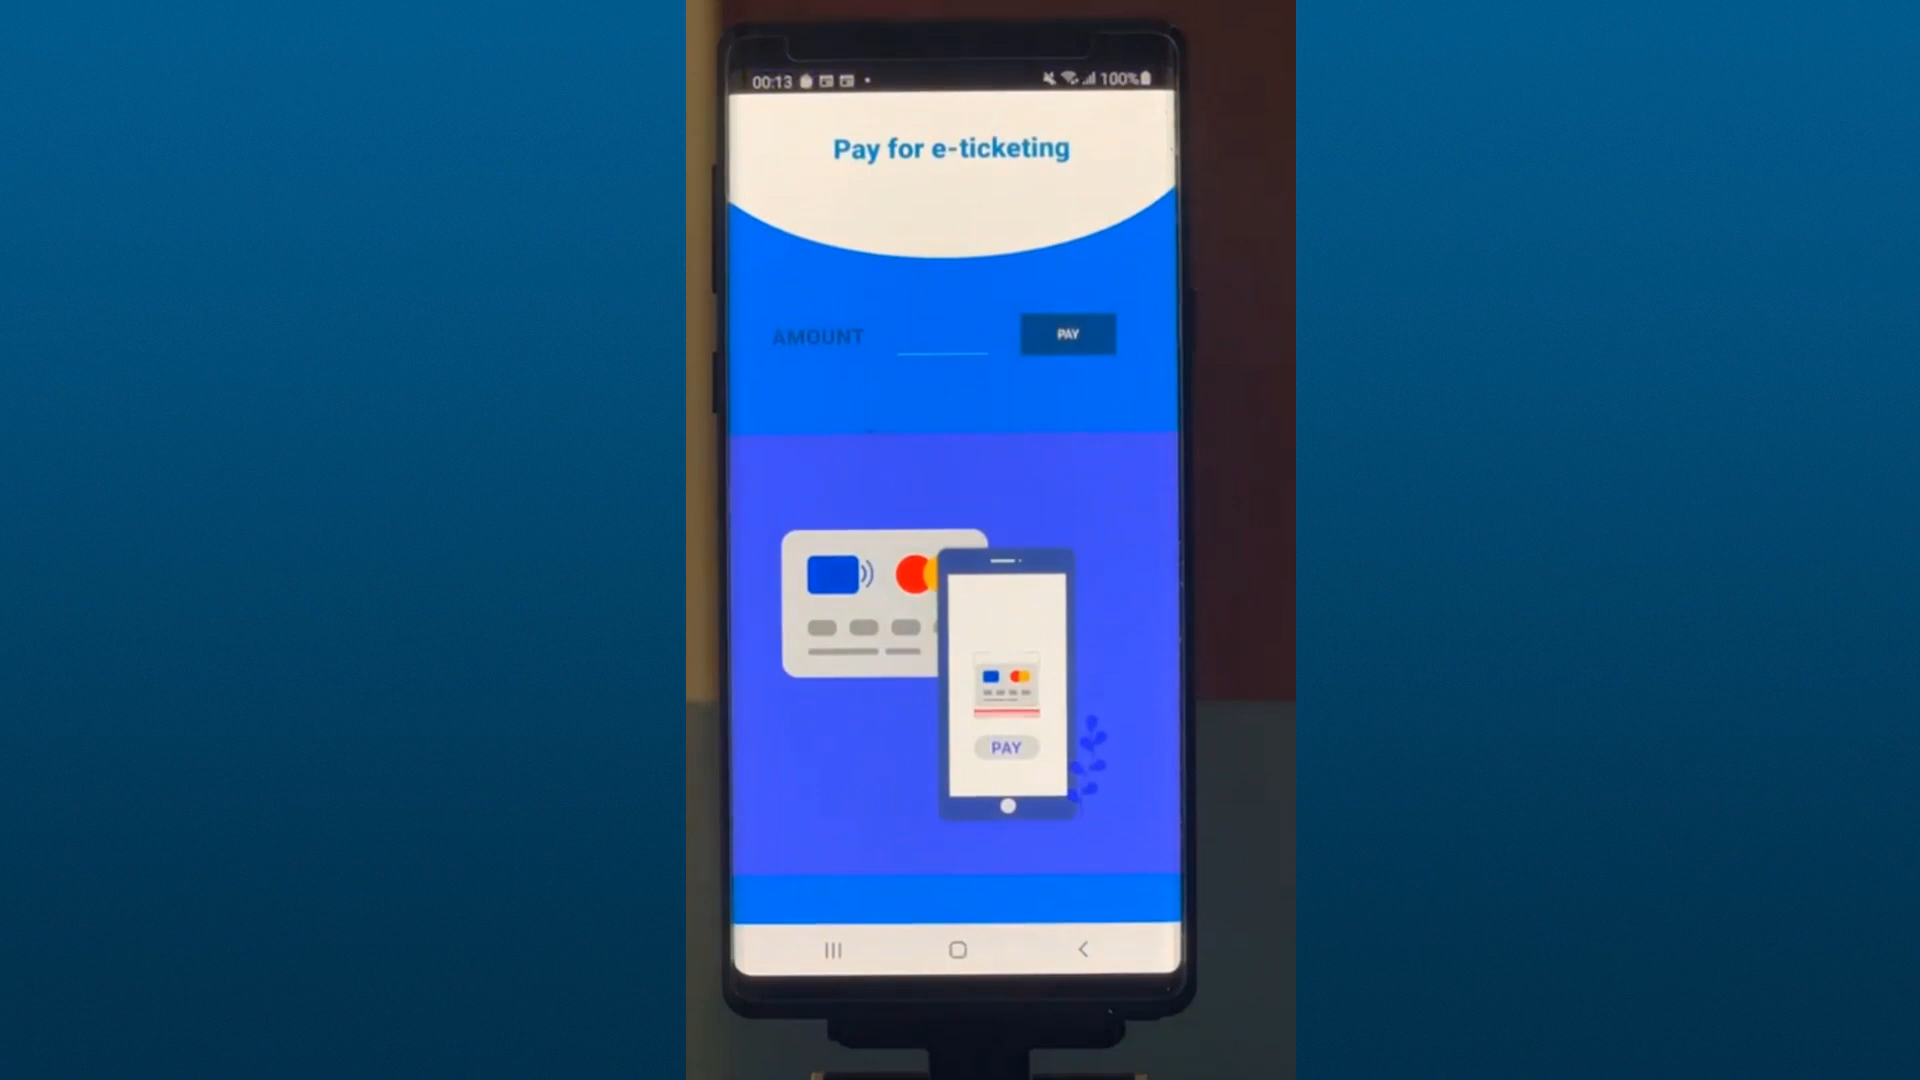 00:13
100%
Pay for e-ticketing
AMOUNT
PAY
PAY